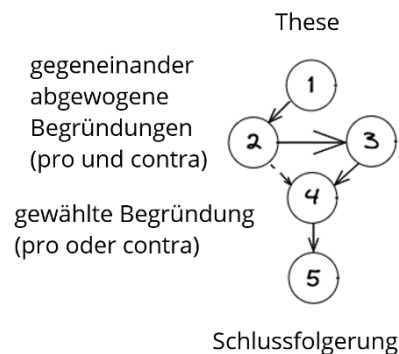 These
gegeneinander
abgewogene
Begründungen
(pro und contra)
1
2
3
gewählte Begründung
(pro oder contra)
4
5
Schlussfolgerung